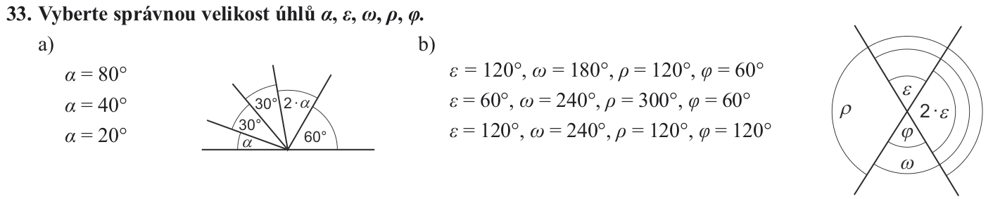 33. Vyberte správnou velikost úhlů α, ε, ω, ρ, φ.
a)
α = 80°
α = 40°
α = 20°
30° 2·α
30°
α
60°
b)
ε = 120°, ω = 180°, ρ = 120°, φ = 60°
ε = 60°, ω = 240°, ρ = 300°, φ = 60°
ε = 120°, ω = 240°, ρ = 120°, φ = 120°
ε
ρ
2·ε
φ
ω